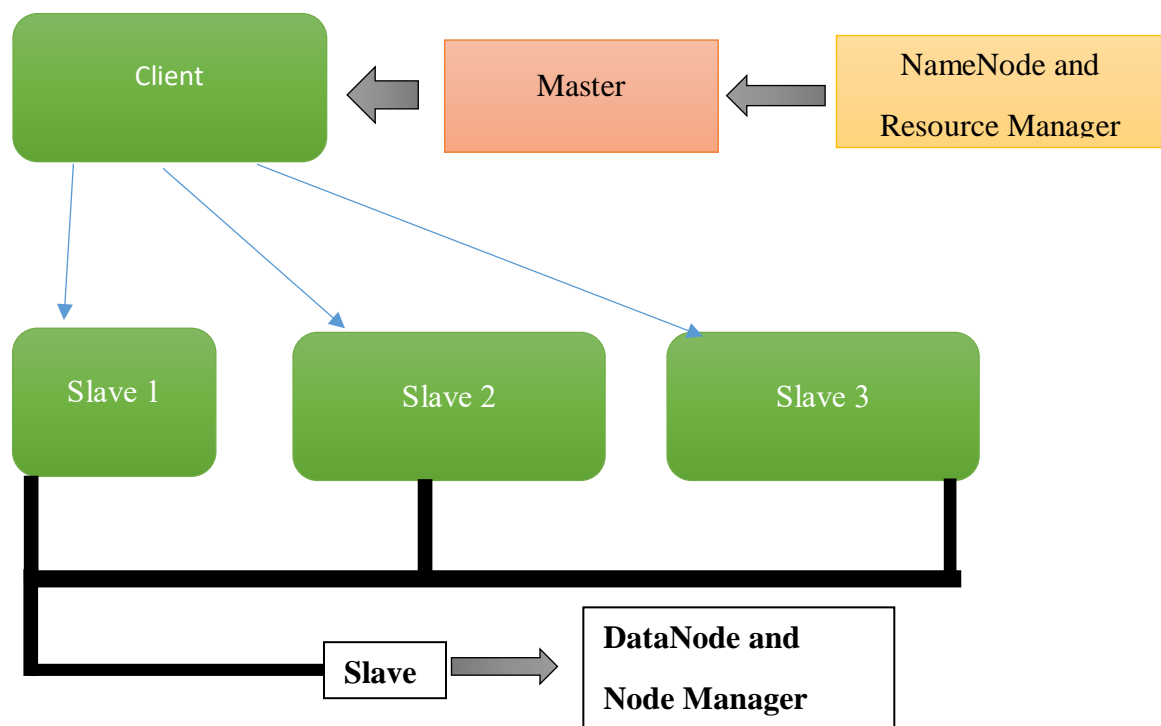 Client
Master
NameNode and
Resource Manager
Slave 1
Slave 2
Slave 3
Slave
DataNode and
Node Manager